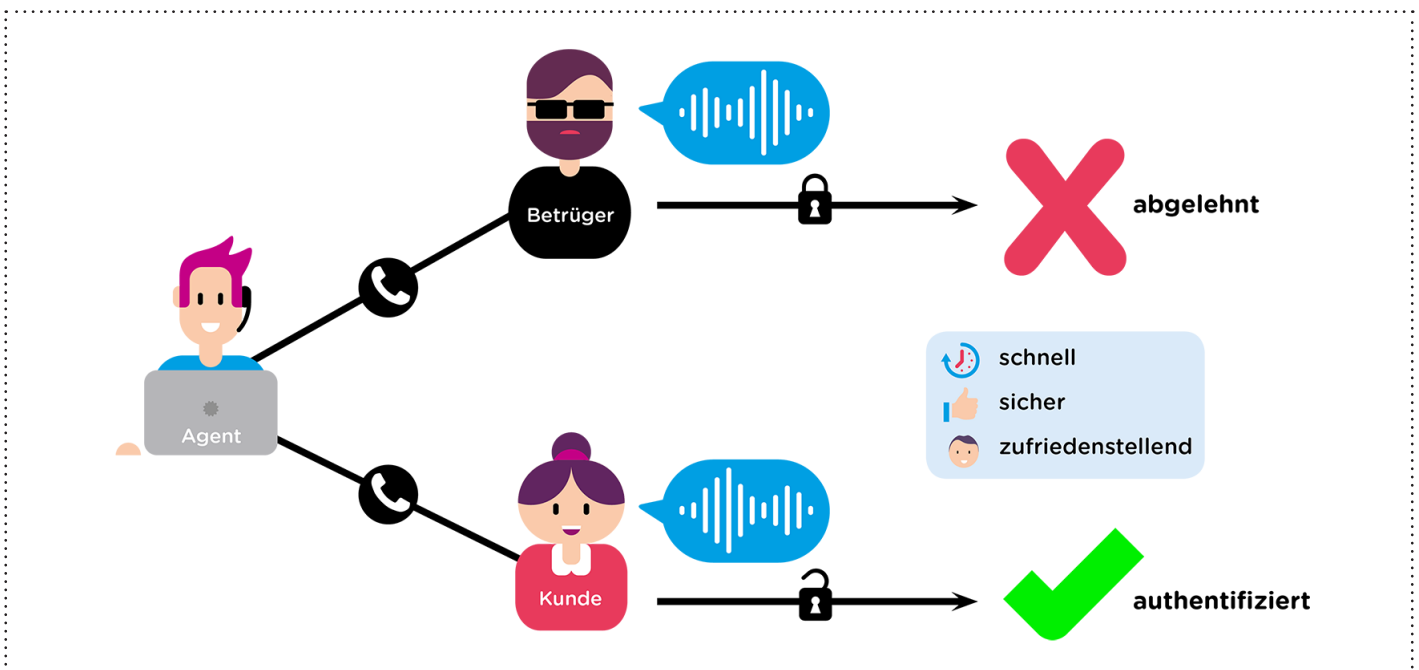 Betrüger
abgelehnt
Agent
schnell
sicher
zufriedenstellend
Kunde
authentifiziert